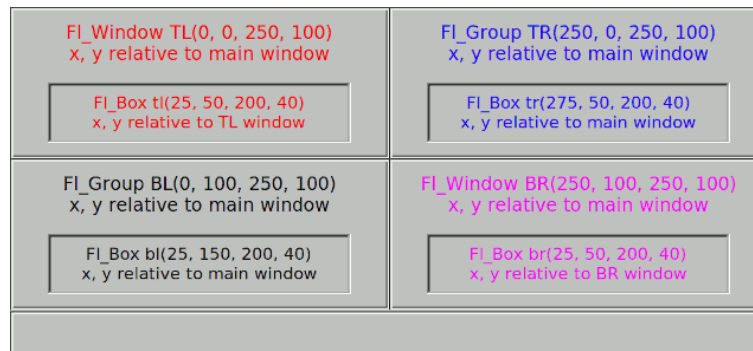 Fl_Window TL(0, 0, 250, 100)
x, y relative to main window
Fl_Box tl(25, 50, 200, 40)
x, y relative to TL window
Fl_Group TR(250, 0, 250, 100)
x, y relative to main window
Fl_Box tr(275, 50, 200, 40)
x, y relative to main window
Fl_Group BL(0, 100, 250, 100)
x, y relative to main window
Fl_Box bl(25, 150, 200, 40)
x, y relative to main window
Fl_Window BR(250, 100, 250, 100)
x, y relative to main window
Fl_Box br(25, 50, 200, 40)
x, y relative to BR window